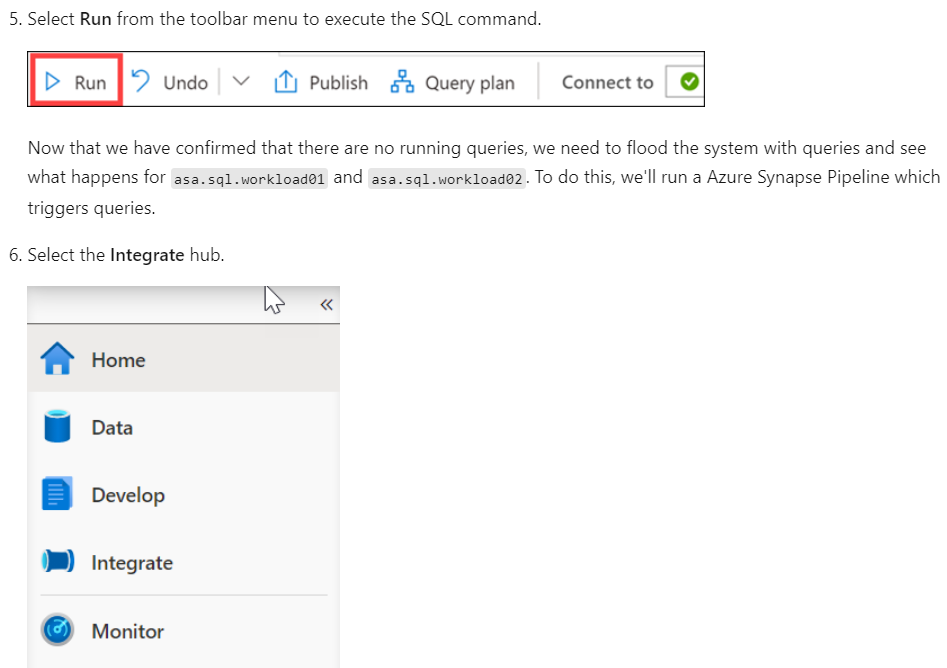 5. Select Run from the toolbar menu to execute the SQL command.
Run Undo Publish Query plan Connect to
Now that we have confirmed that there are no running queries, we need to flood the system with queries and see
what happens for asa.sql.workload01 and asa.sql.workload02. To do this, we'll run a Azure Synapse Pipeline which
triggers queries.
6. Select the Integrate hub.
«
Home
Data
Develop
Integrate
Monitor